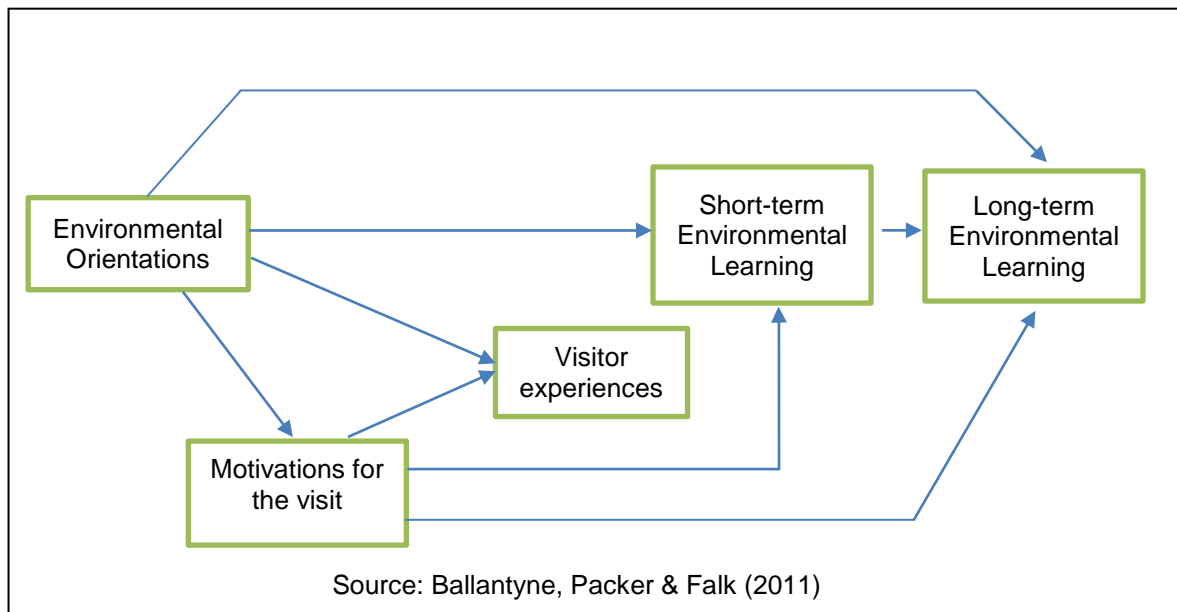 Environmental
Orientations
Short-term
Environmental
Learning
Long-term
Environmental
Learning
Visitor
experiences
Motivations for
the visit
Source: Ballantyne, Packer & Falk (2011)